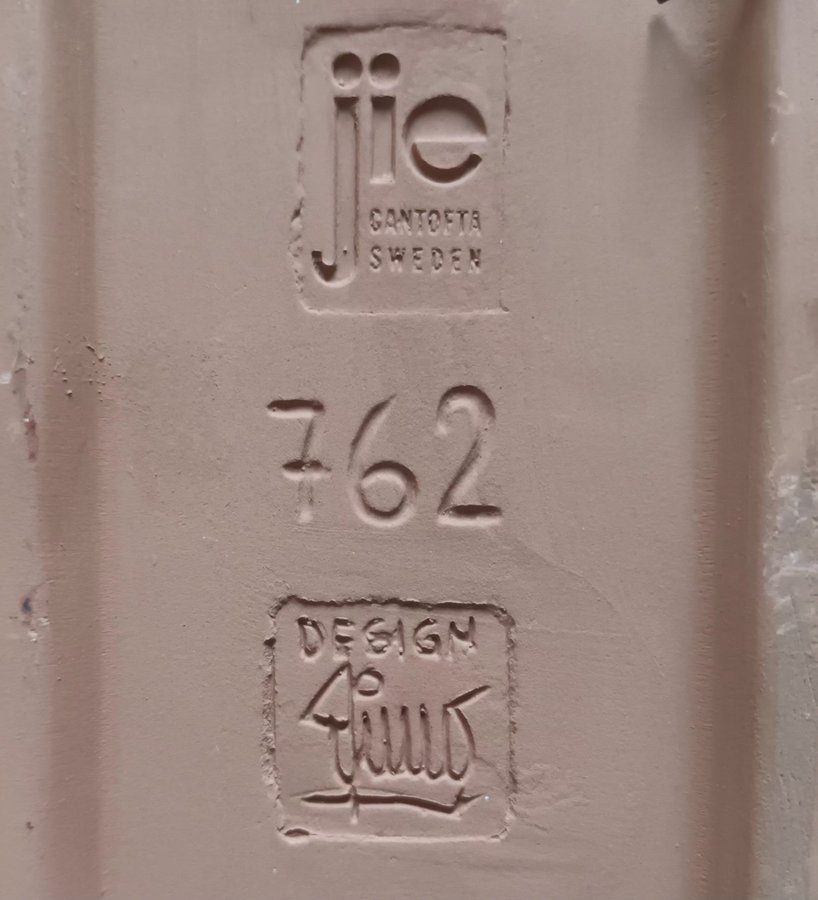 jie
GANTOFTA
SWEDEN
762
DESIGN